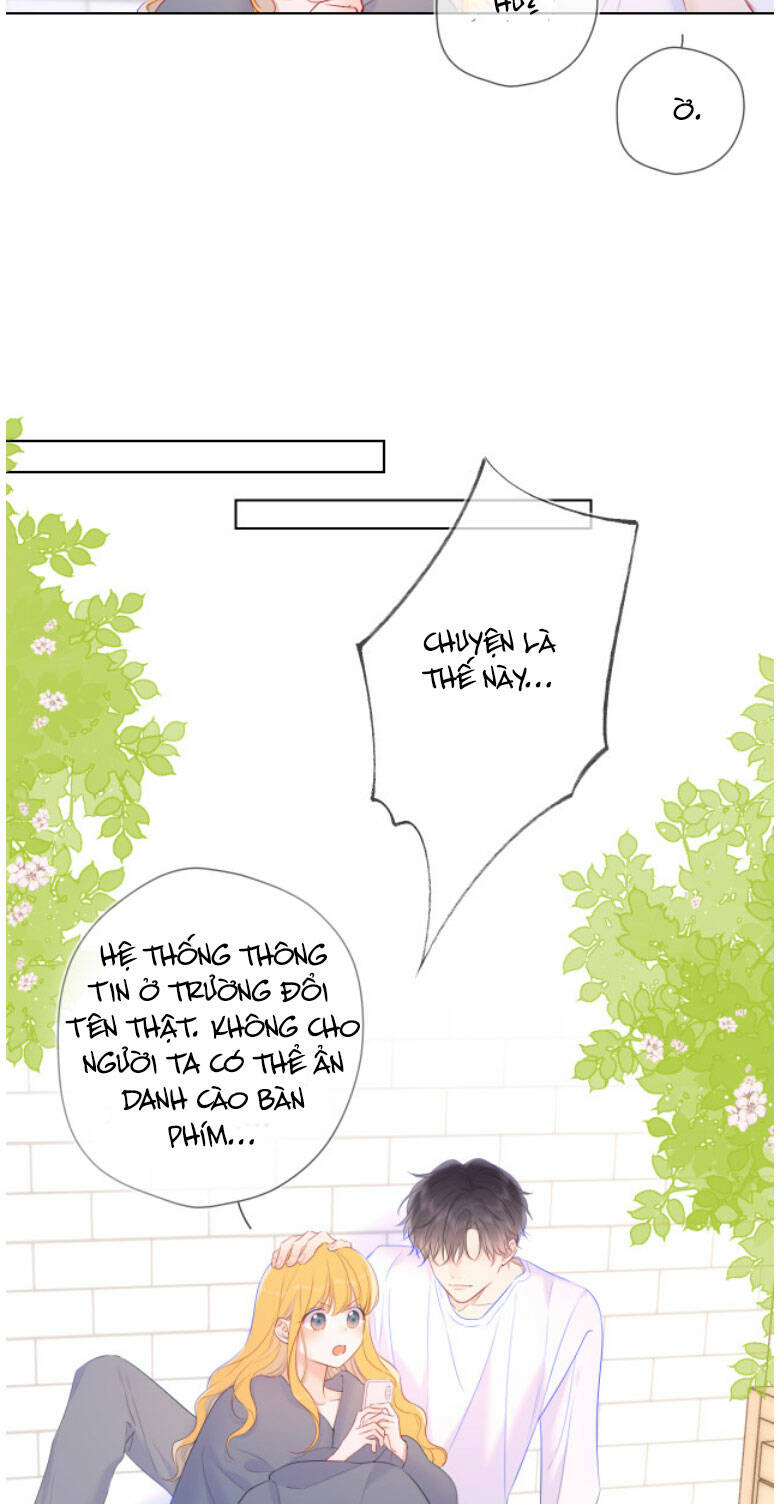 Ờ.
CHUYỆN LÀ
THẾ NÀY...
HỆ THỐNG THÔNG
TIN Ở TRƯỜNG ĐỔI
TÊN THẬT. KHÔNG CHO
NGƯỜI TA CÓ THỂ ẨN
DANH CÀO BÀN
PHÍM...